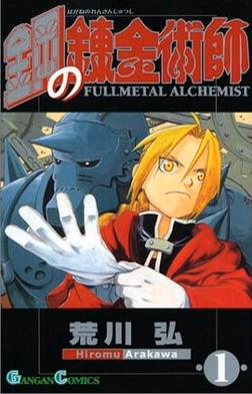 はがねのれんきんじゅつし
鋼の錬金術師
FULLMETAL ALCHEMIST
荒川 弘
Hiromu Arakawa
1
GANGAN COMICS